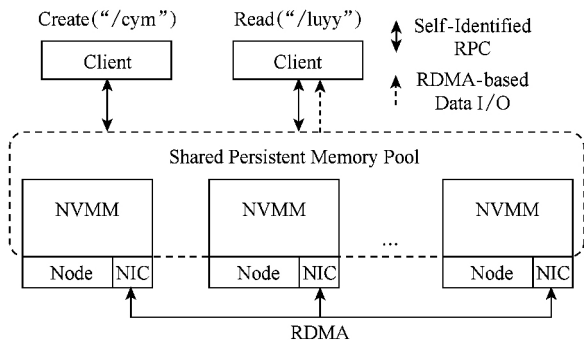 Create(“/cym”)
Read(“/luyy”)
Self-Identified
RPC
Client
Client
RDMA-based
Data I/O
Shared Persistent Memory Pool
NVMM
NVMM
NVMM
...
Node
NIC
Node
NIC
Node
NIC
RDMA